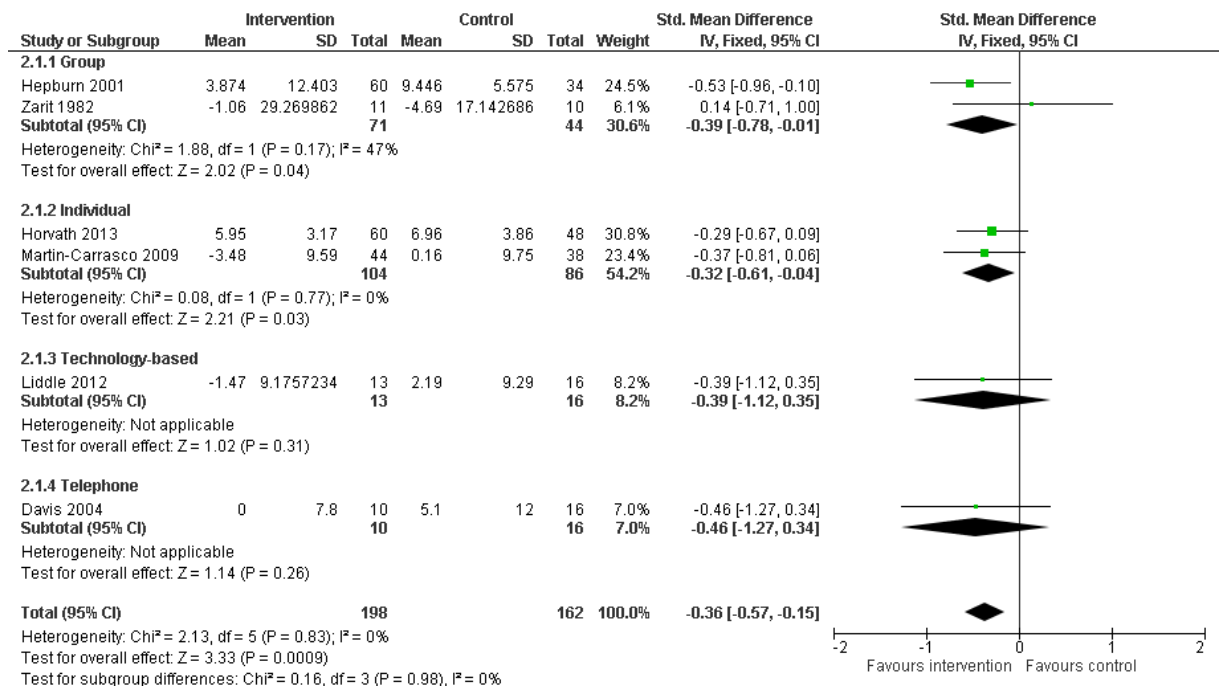 Intervention Control Std. Mean Difference Std. Mean Difference
Study or Subgroup Mean SD Total Mean SD Total Weight IV, Fixed, 95% CI IV, Fixed, 95% CI
2.1.1 Group
Hepburn 2001 3.874 12.403 60 9.446 5.575 34 24.5% -0.53 [-0.96, -0.10]
Zarit 1982 -1.06 29.269862 11 -4.69 17.142686 10 6.1% 0.14 [-0.71, 1.00]
Subtotal (95% CI) 71 44 30.6% -0.39 [-0.78, -0.01]
Heterogeneity: Chi² = 1.88, df = 1 (P = 0.17); I² = 47%
Test for overall effect: Z = 2.02 (P = 0.04)
2.1.2 Individual
Horvath 2013 5.95 3.17 60 6.96 3.86 48 30.8% -0.29 [-0.67, 0.09]
Martin-Carrasco 2009 -3.48 9.59 44 0.16 9.75 38 23.4% -0.37 [-0.81, 0.06]
Subtotal (95% CI) 104 86 54.2% -0.32 [-0.61, -0.04]
Heterogeneity: Chi² = 0.08, df = 1 (P = 0.77); I² = 0%
Test for overall effect: Z = 2.21 (P = 0.03)
2.1.3 Technology-based
Liddle 2012 -1.47 9.1757234 13 2.19 9.29 16 8.2% -0.39 [-1.12, 0.35]
Subtotal (95% CI) 13 16 8.2% -0.39 [-1.12, 0.35]
Heterogeneity: Not applicable
Test for overall effect: Z = 1.02 (P = 0.31)
2.1.4 Telephone
Davis 2004 0 7.8 10 5.1 12 16 7.0% -0.46 [-1.27, 0.34]
Subtotal (95% CI) 10 16 7.0% -0.46 [-1.27, 0.34]
Heterogeneity: Not applicable
Test for overall effect: Z = 1.14 (P = 0.26)
Total (95% CI) 198 162 100.0% -0.36 [-0.57, -0.15]
Heterogeneity: Chi² = 2.13, df = 5 (P = 0.83); I² = 0%
Test for overall effect: Z = 3.33 (P = 0.0009)
Test for subgroup differences: Chi² = 0.16, df = 3 (P = 0.98), I² = 0%
-2 -1 0 1 2
Favours intervention Favours control